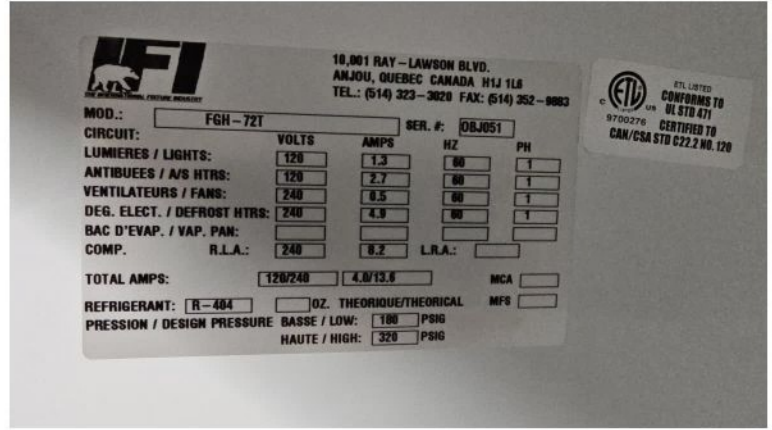 IFI
THE INTERNATIONAL FIXTURE INDUSTRY
10,001 RAY-LAWSON BLVD.
ANJOU, QUEBEC CANADA H1J 1L6
TEL.: (514) 323-3020 FAX: (514) 352-9883
MOD.: FGH-72T SER. #: OBJ051
CIRCUIT: VOLTS AMPS HZ PH
LUMIERES / LIGHTS: 120 1.3 60 1
ANTIBUEES / A/S HTRS: 120 2.7 60 1
VENTILATEURS / FANS: 240 0.5 60 1
DEG. ELECT. / DEFROST HTRS: 240 4.9 60 1
BAC D'EVAP. / VAP. PAN:
COMP. R.L.A.: 240 8.2 L.R.A.:
TOTAL AMPS: 120/240 4.0/13.6 MCA
REFRIGERANT: R-404 OZ. THEORIQUE/THEORICAL MFS
PRESSION / DESIGN PRESSURE BASSE / LOW: 180 PSIG
HAUTE / HIGH: 320 PSIG
ETL LISTED
CONFORMS TO
UL STD 471
C ETL US
9700276 CERTIFIED TO
CAN/CSA STD C22.2 NO. 120